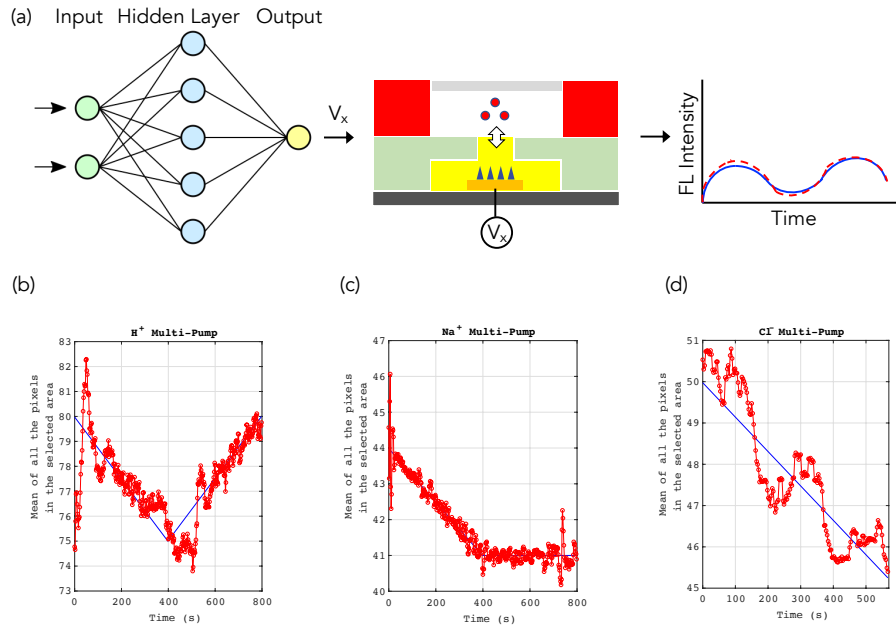 (a)
Input Hidden Layer Output
Vx
Vx
FL Intensity
Time
(b)
(c)
(d)
H+ Multi-Pump
83
82
81
80
79
78
77
76
75
74
73
Mean of all the pixels
in the selected area
0 200 400 600 800
Time (s)
Na+ Multi-Pump
47
46
45
44
43
42
41
40
Mean of all the pixels
in the selected area
0 200 400 600 800
Time (s)
Cl- Multi-Pump
51
50
49
48
47
46
45
Mean of all the pixels
in the selected area
0 100 200 300 400 500
Time (s)